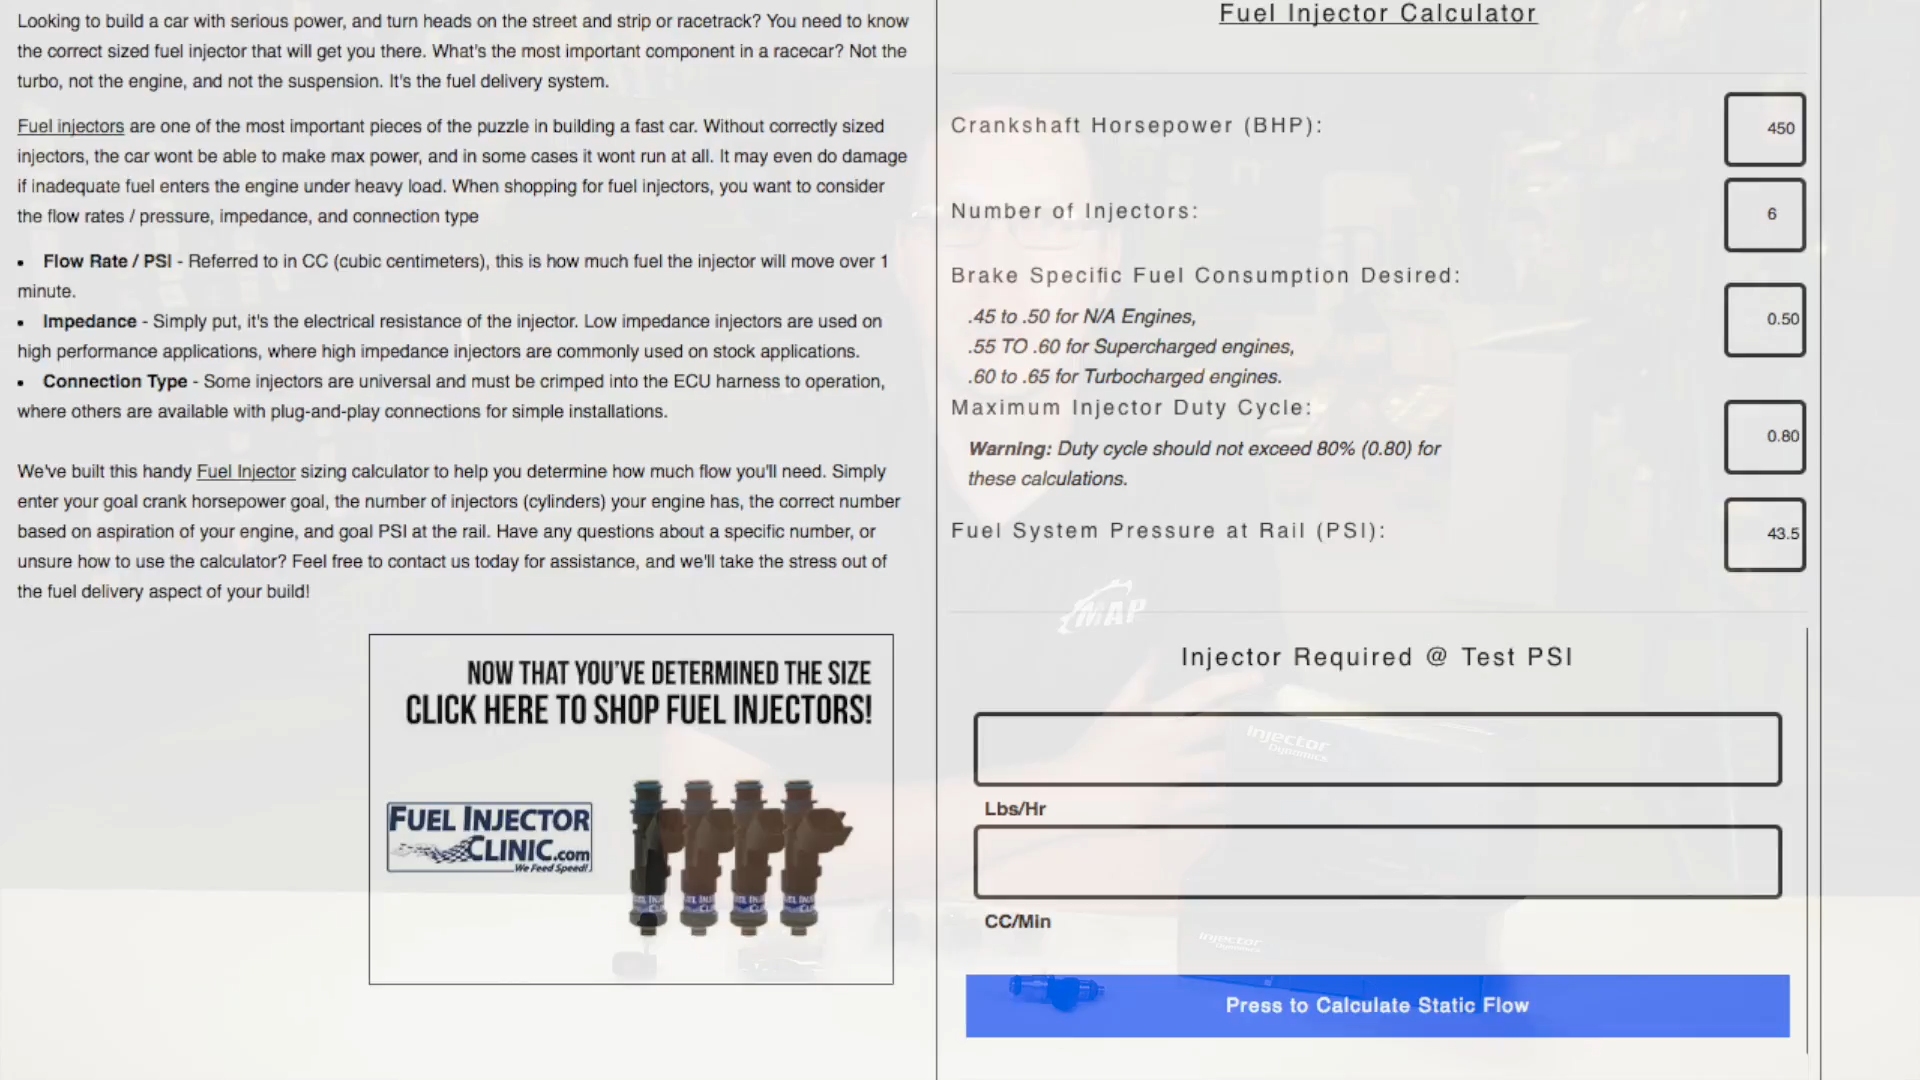 Looking to build a car with serious power, and turn heads on the street and strip or racetrack? You need to know
the correct sized fuel injector that will get you there. What's the most important component in a racecar? Not the
turbo, not the engine, and not the suspension. It's the fuel delivery system.
Fuel injectors are one of the most important pieces of the puzzle in building a fast car. Without correctly sized
injectors, the car wont be able to make max power, and in some cases it wont run at all. It may even do damage
if inadequate fuel enters the engine under heavy load. When shopping for fuel injectors, you want to consider
the flow rates / pressure, impedance, and connection type
• Flow Rate / PSI - Referred to in CC (cubic centimeters), this is how much fuel the injector will move over 1
minute.
• Impedance - Simply put, it's the electrical resistance of the injector. Low impedance injectors are used on
high performance applications, where high impedance injectors are commonly used on stock applications.
• Connection Type - Some injectors are universal and must be crimped into the ECU harness to operation,
where others are available with plug-and-play connections for simple installations.
We've built this handy Fuel Injector sizing calculator to help you determine how much flow you'll need. Simply
enter your goal crank horsepower goal, the number of injectors (cylinders) your engine has, the correct number
based on aspiration of your engine, and goal PSI at the rail. Have any questions about a specific number, or
unsure how to use the calculator? Feel free to contact us today for assistance, and we'll take the stress out of
the fuel delivery aspect of your build!
NOW THAT YOU'VE DETERMINED THE SIZE
CLICK HERE TO SHOP FUEL INJECTORS!
FUEL INJECTOR
CLINIC.com
We Feed Speed!
Fuel Injector Calculator
Crankshaft Horsepower (BHP):
450
Number of Injectors:
6
Brake Specific Fuel Consumption Desired:
.45 to .50 for N/A Engines,
0.50
.55 TO .60 for Supercharged engines,
.60 to .65 for Turbocharged engines.
Maximum Injector Duty Cycle:
0.80
Warning: Duty cycle should not exceed 80% (0.80) for
these calculations.
Fuel System Pressure at Rail (PSI):
43.5
MAP
Injector Required @ Test PSI
Injector
Dynamics
Lbs/Hr
CC/Min
Injector
Dynamics
Press to Calculate Static Flow